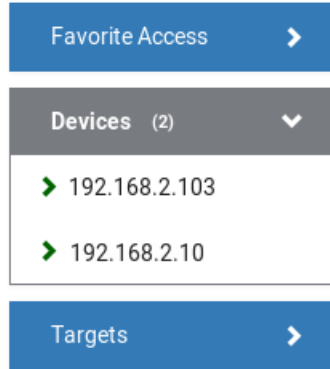 Favorite Access
Devices (2)
192.168.2.103
192.168.2.10
Targets